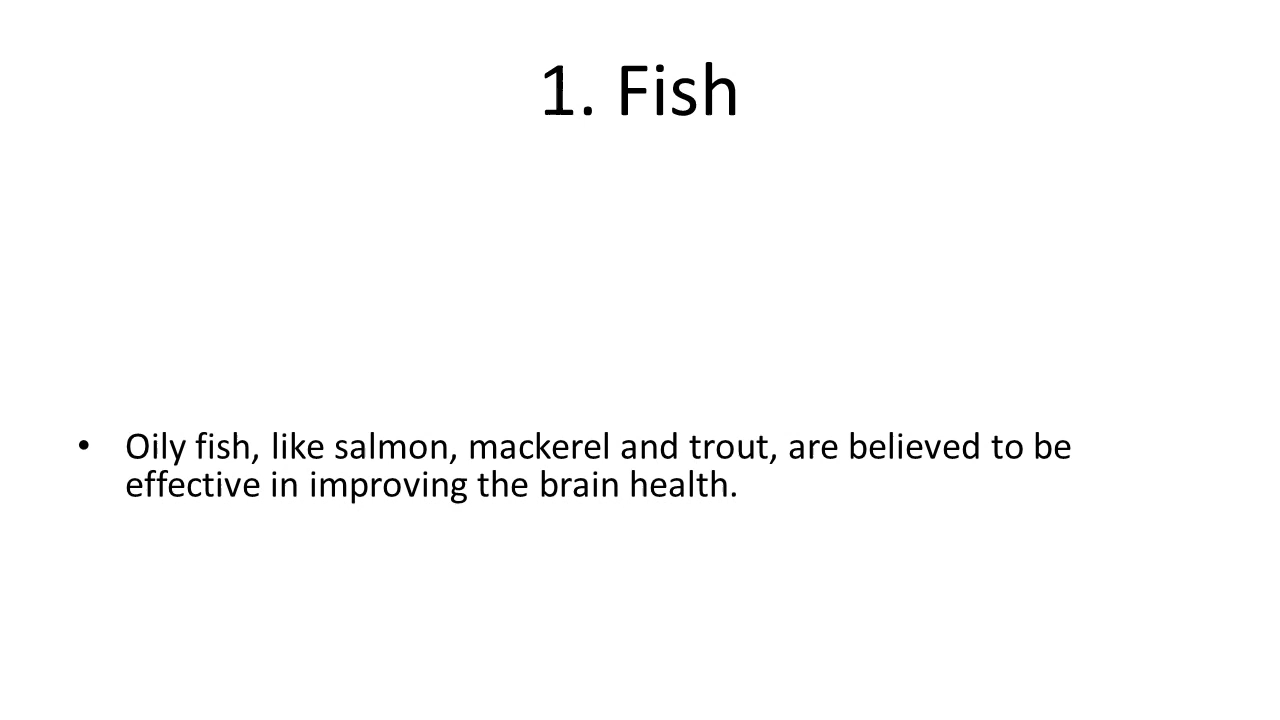 1. Fish
• Oily fish, like salmon, mackerel and trout, are believed to be
effective in improving the brain health.